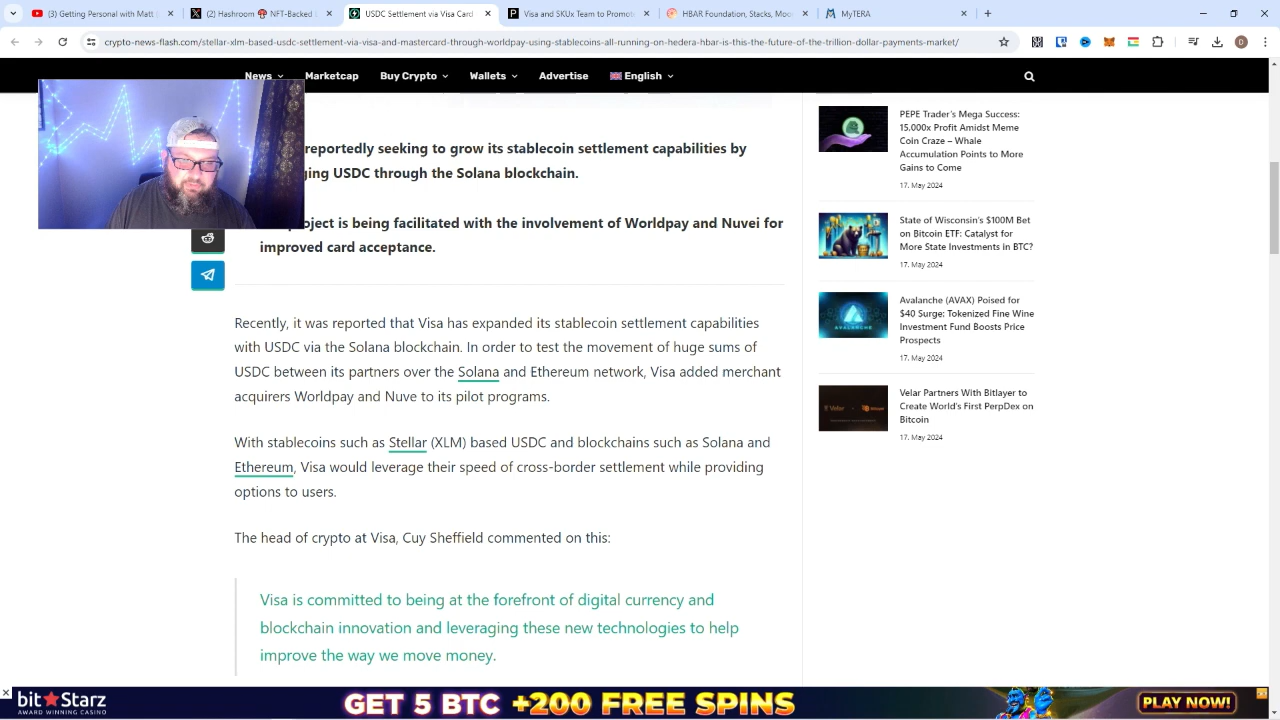 Getting Personal with Matt
(2) Hashroom
NFT-Backed
USDC Settlement via Visa Card
Visa and SKUx Team to Promot
HBAR Foundation, Stacks, Moo
MyTERA
crypto-news-flash.com/stellar-xlm-based-usdc-settlement-via-visa-and-mastercard-through-worldpay-using-stablecoins-all-running-on-hedera-hbar-is-this-the-future-of-the-trillion-dollar-payments-market/
News
Marketcap
Buy Crypto
Wallets
Advertise
English
reportedly seeking to grow its stablecoin settlement capabilities by
USDC through the Solana blockchain.
is being facilitated with the involvement of Worldpay and Nuvei for
improved card acceptance.
Recently, it was reported that Visa has expanded its stablecoin settlement capabilities
with USDC via the Solana blockchain. In order to test the movement of huge sums of
USDC between its partners over the Solana and Ethereum network, Visa added merchant
acquirers Worldpay and Nuve to its pilot programs.
With stablecoins such as Stellar (XLM) based USDC and blockchains such as Solana and
Ethereum, Visa would leverage their speed of cross-border settlement while providing
options to users.
The head of crypto at Visa, Cuy Sheffield commented on this:
Visa is committed to being at the forefront of digital currency and
blockchain innovation and leveraging these new technologies to help
improve the way we move money.
PEPE Trader's Mega Success:
15,000x Profit Amidst Meme
Coin Craze – Whale
Accumulation Points to More
Gains to Come
17. May 2024
State of Wisconsin's $100M Bet
on Bitcoin ETF: Catalyst for
More State Investments in BTC?
17. May 2024
Avalanche (AVAX) Poised for
$40 Surge: Tokenized Fine Wine
Investment Fund Boosts Price
Prospects
17. May 2024
Velar Partners With Bitlayer to
Create World's First PerpDex on
Bitcoin
17. May 2024
bitStarz
AWARD WINNING CASINO
GET 5 BTC +200 FREE SPINS
PLAY NOW!